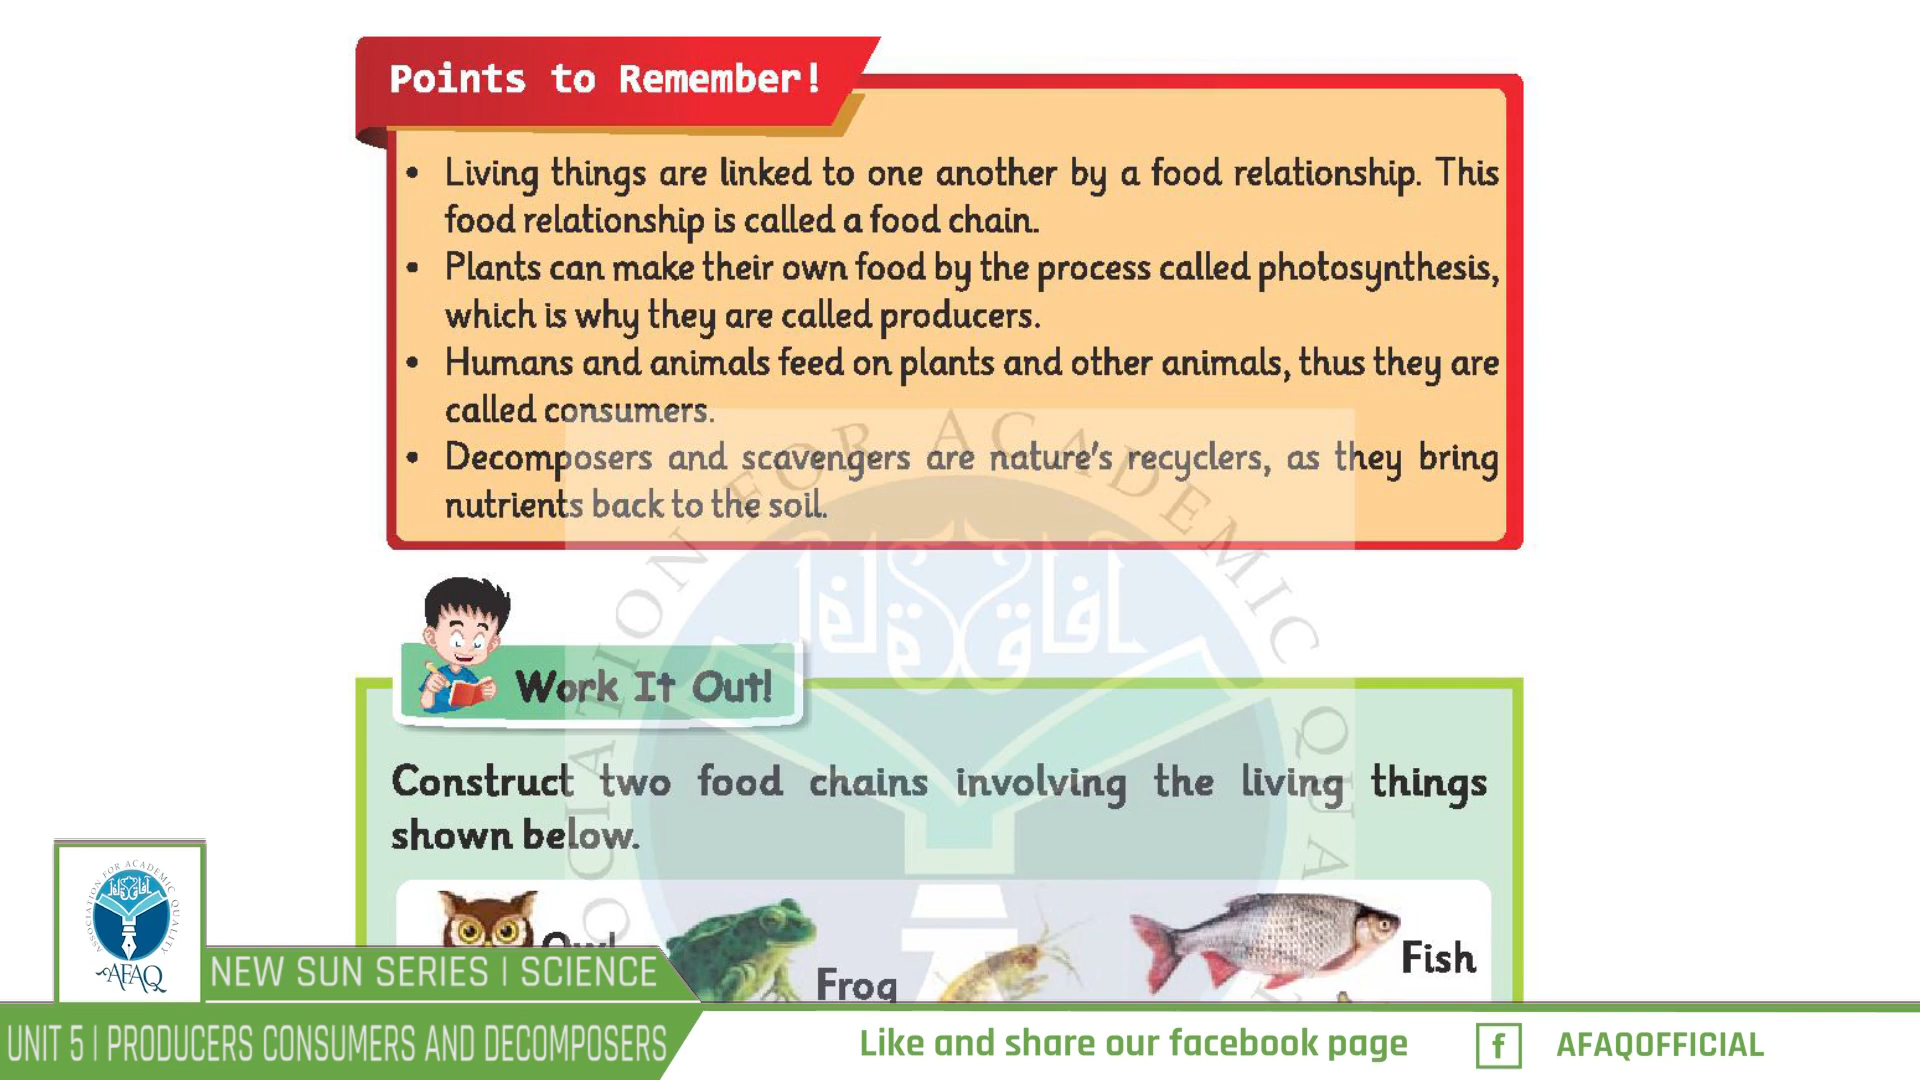 Points to Remember!
• Living things are linked to one another by a food relationship. This
food relationship is called a food chain.
• Plants can make their own food by the process called photosynthesis,
which is why they are called producers.
• Humans and animals feed on plants and other animals, thus they are
called consumers.
• Decomposers and scavengers are nature's recyclers, as they bring
nutrients back to the soil.
Work It Out!
Construct two food chains involving the living things
shown below.
Owl
Frog
Fish
ASSOCIATION FOR ACADEMIC QUALITY
AFAQ
NEW SUN SERIES | SCIENCE
UNIT 5 | PRODUCERS CONSUMERS AND DECOMPOSERS
Like and share our facebook page
f
AFAQOFFICIAL